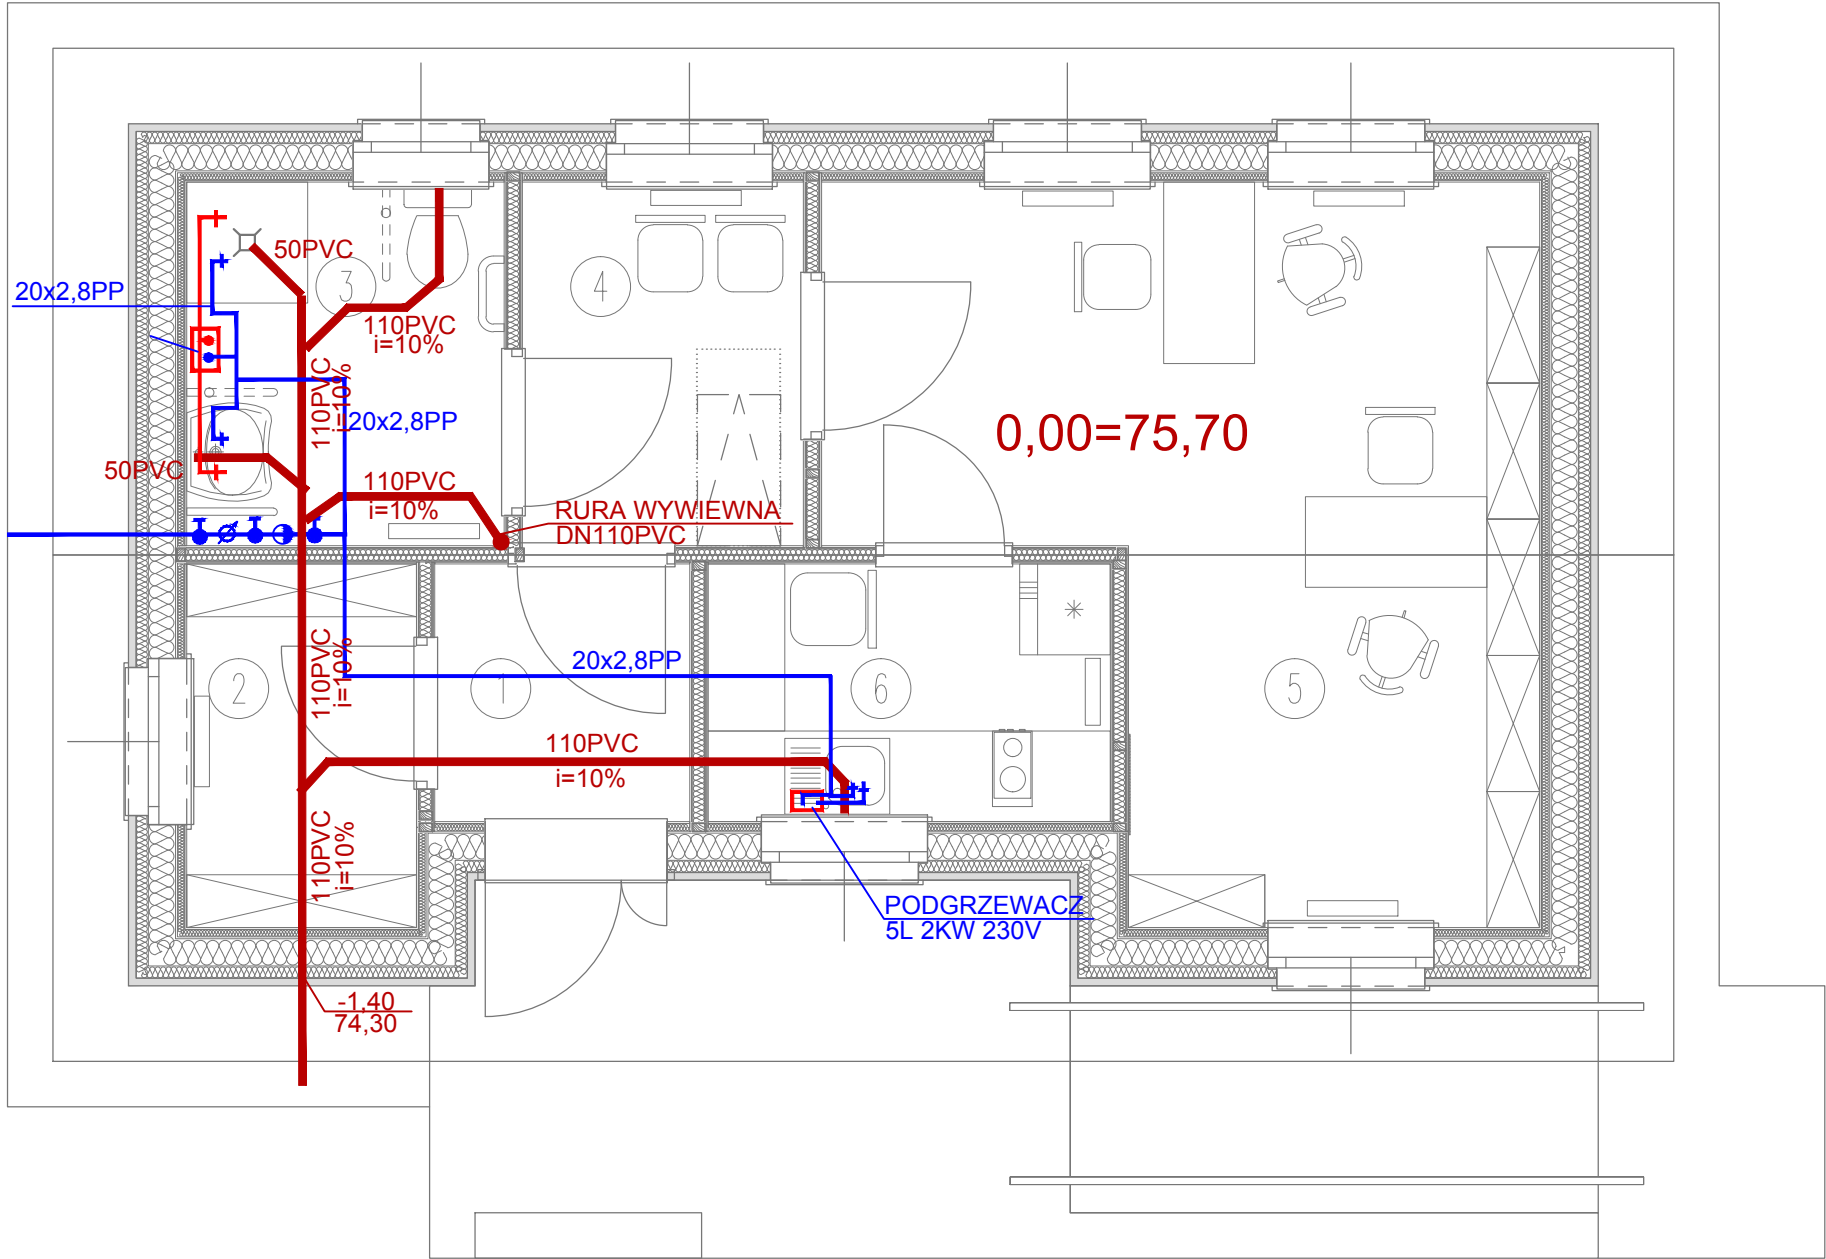 50PVC
3
4
20x2,8PP
110PVC
i=10%
110PVC
i=10%
20x2,8PP
0,00=75,70
50PVC
110PVC
i=10%
RURA WYWIEWNA
DN110PVC
110PVC
i=10%
20x2,8PP
2
1
6
5
110PVC
i=10%
110PVC
i=10%
PODGRZEWACZ
5L 2KW 230V
-1,40
74,30